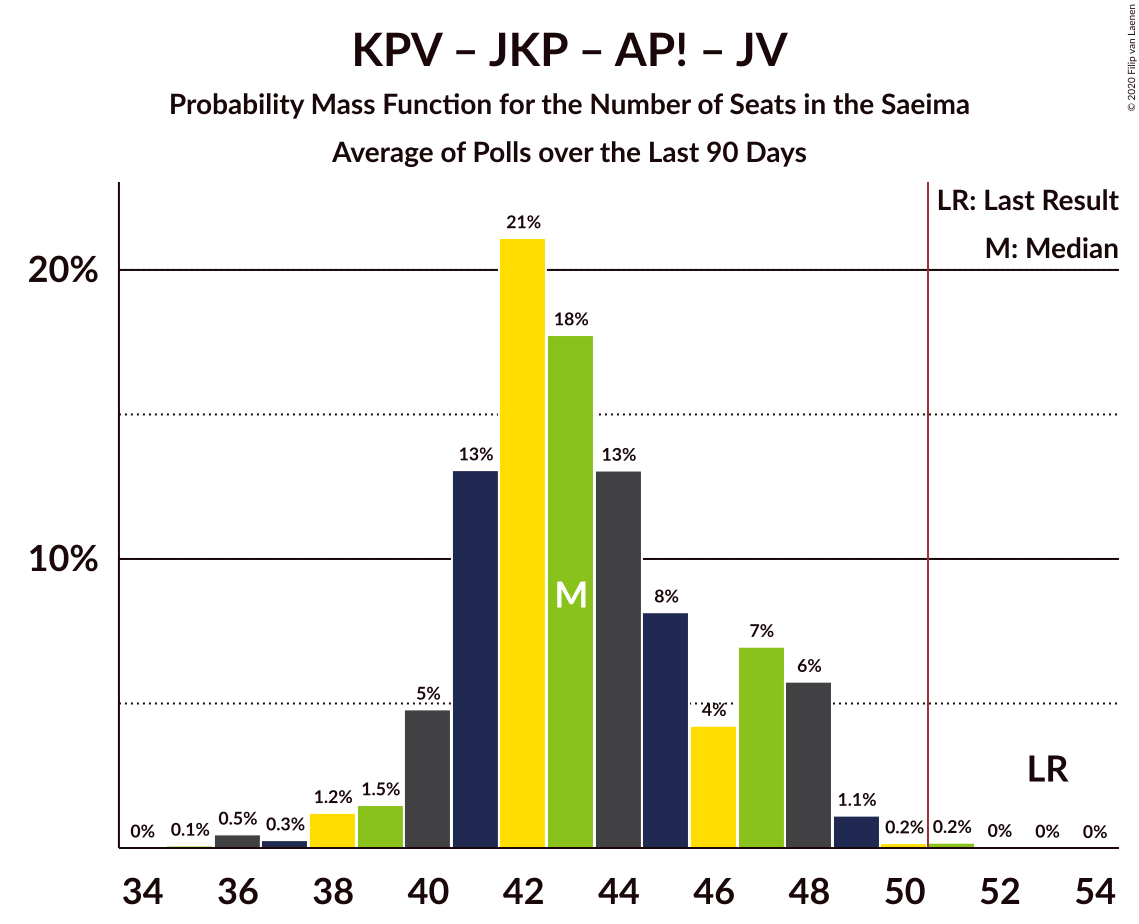 KPV – JKP – AP! – JV
Probability Mass Function for the Number of Seats in the Saeima
Average of Polls over the Last 90 Days
© 2020 Filip van Laenen
LR: Last Result
M: Median
20%
10%
0%
0.1%
0.5%
0.3%
1.2%
1.5%
5%
13%
21%
18%
13%
8%
4%
7%
6%
1.1%
0.2%
0.2%
0%
0%
0%
M
LR
34 36 38 40 42 44 46 48 50 52 54